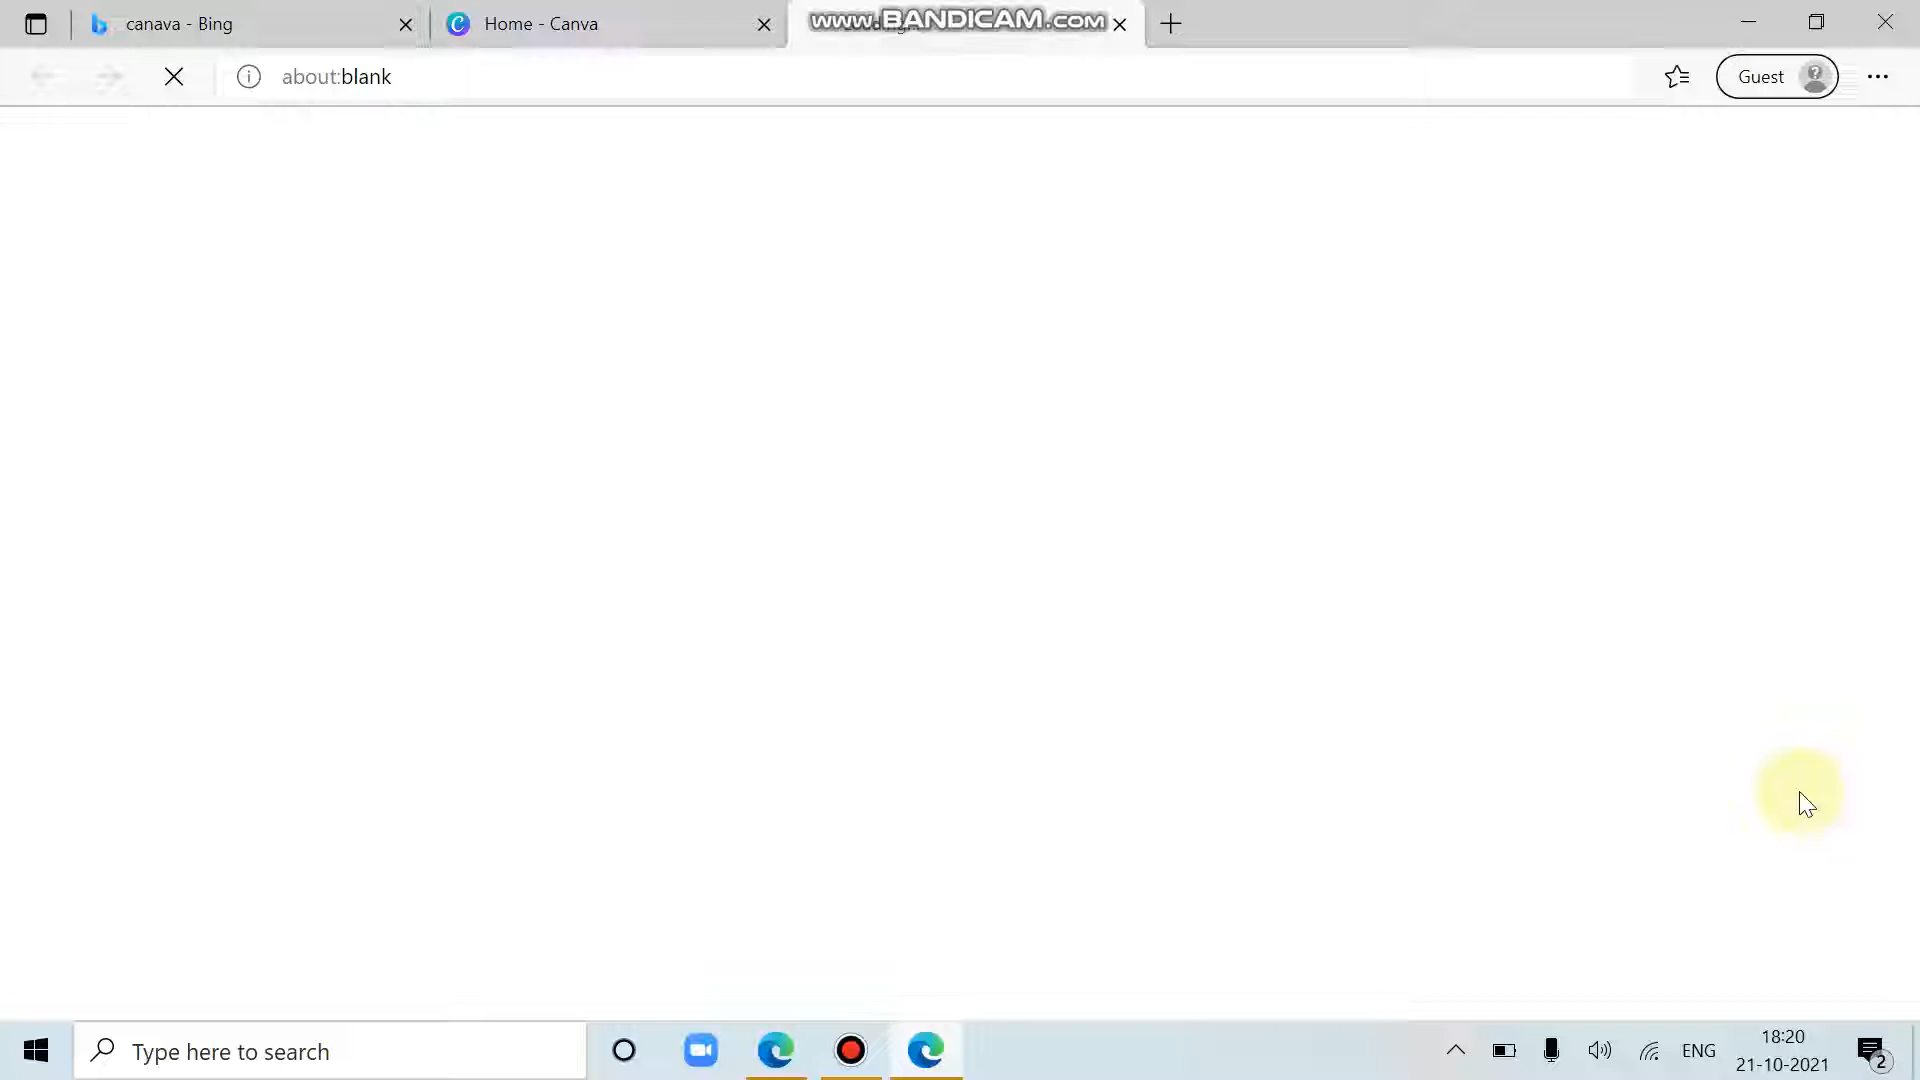 canava - Bing
Home - Canva
www.BANDICAM.com
about:blank
Guest
Type here to search
ENG
18:20
21-10-2021
2